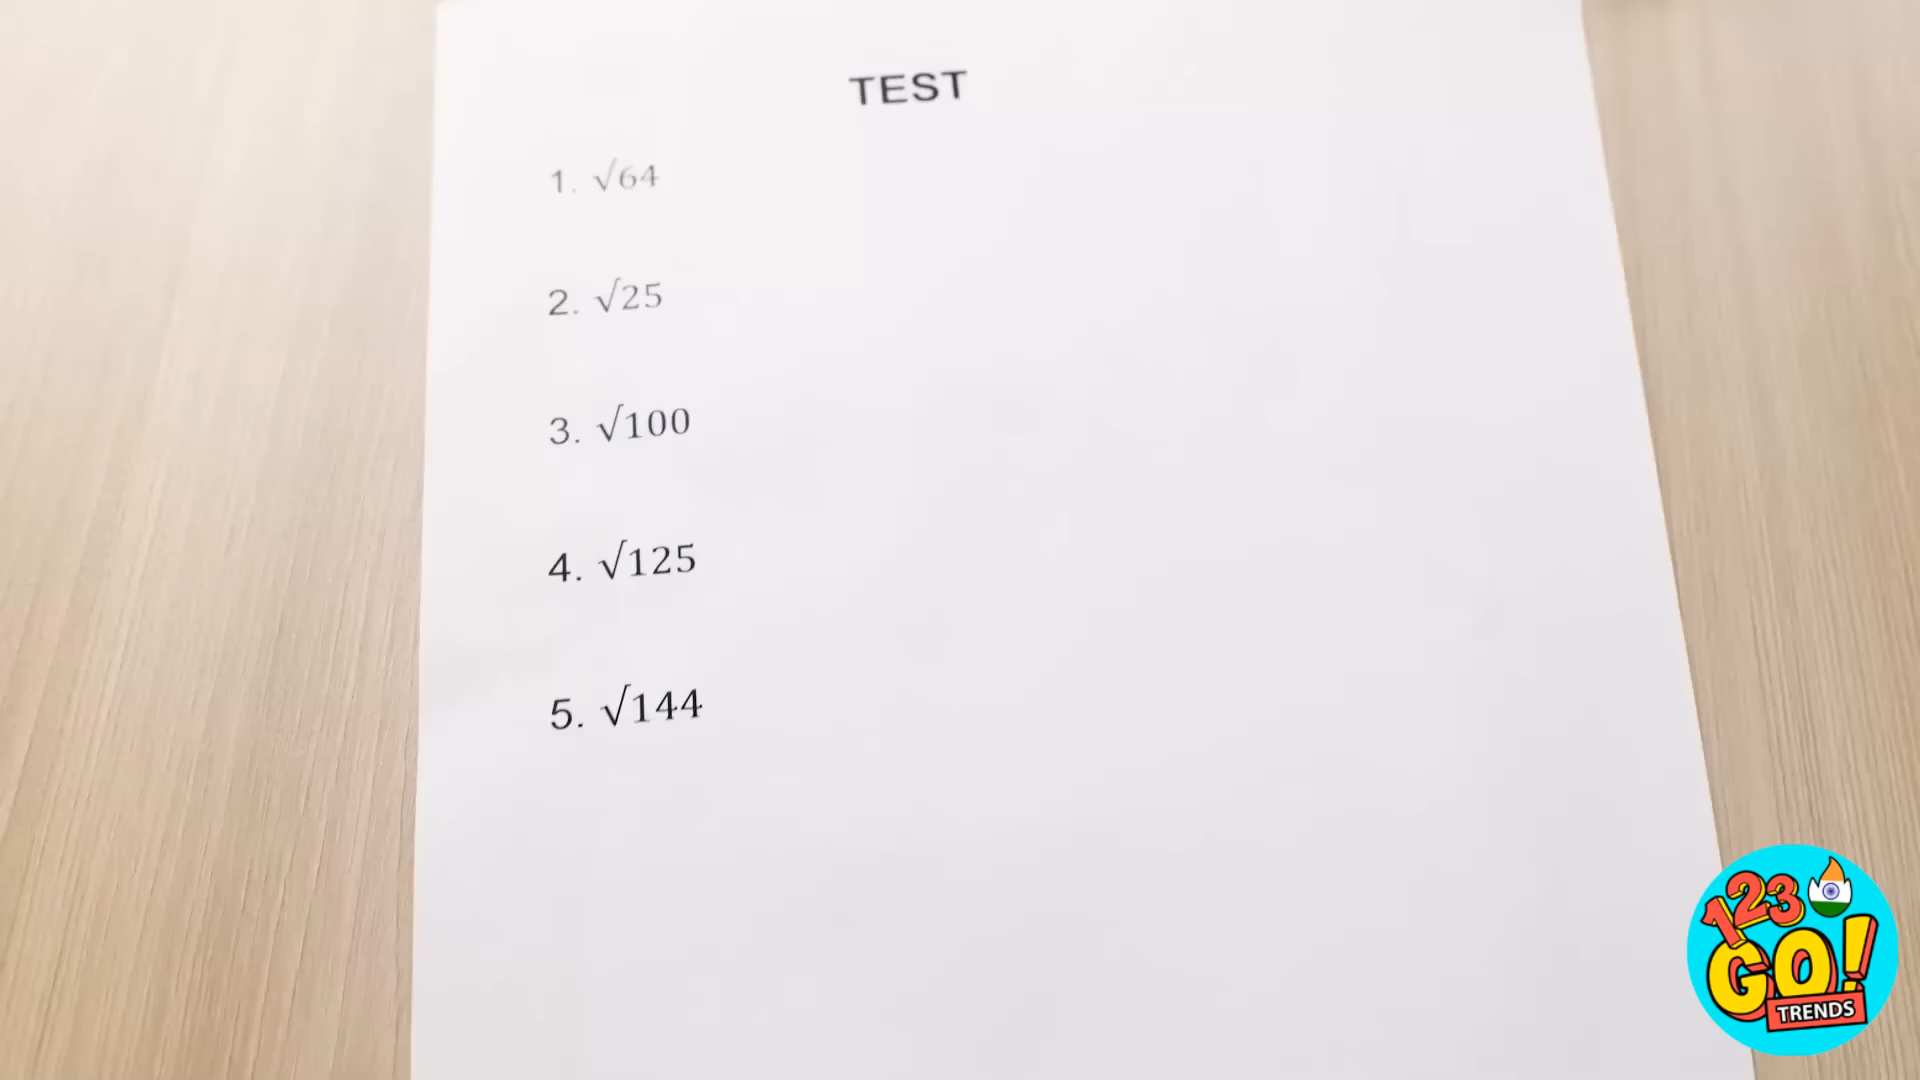 TEST
1. √64
2. √25
3. √100
4. √125
5. √144
123
GO!
TRENDS